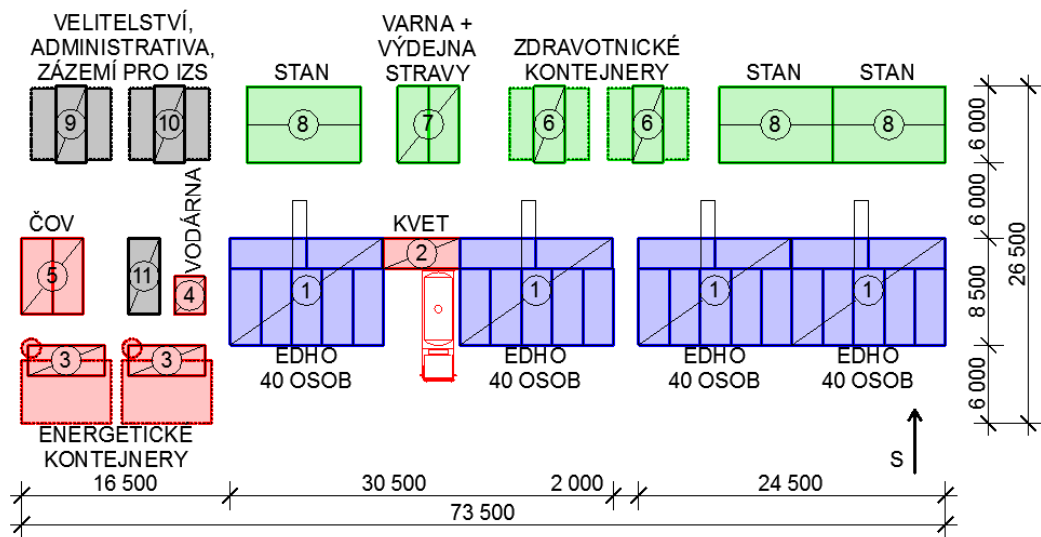 VELITELSTVÍ,
ADMINISTRATIVA,
ZÁZEMÍ PRO IZS
STAN
VARNA +
VÝDEJNA
STRAVY
ZDRAVOTNICKÉ
KONTEJNERY
STAN
STAN
9
10
8
7
6
6
8
8
6 000
6 000
8 500
6 000
26 500
ČOV
VODÁRNA
KVET
5
11
4
1
2
1
1
1
3
3
EDHO
40 OSOB
EDHO
40 OSOB
EDHO
40 OSOB
EDHO
40 OSOB
ENERGETICKÉ
KONTEJNERY
S
16 500
30 500
2 000
24 500
73 500